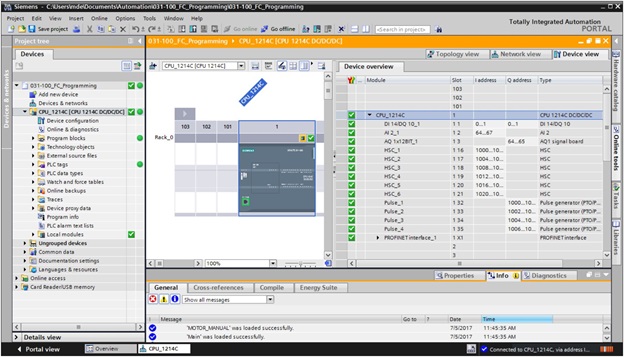 Siemens - C:\Users\mde\Documents\Automation\031-100_FC_Programming\031-100_FC_Programming
Project Edit View Insert Online Options Tools Window Help
Totally Integrated Automation
PORTAL
Save project
Go online Go offline
<Search in project>
Project tree
031-100_FC_Programming ▸ CPU_1214C [CPU 1214C DC/DC/DC]
Devices
Topology view Network view Device view
CPU_1214C [CPU 1214C]
Device overview
Module Slot I address Q address Type
103
102
101
CPU_1214C 1 CPU 1214C DC/DC/DC
DI 14/DQ 10_1 1 1 0...1 0...1 DI 14/DQ 10
AI 2_1 1 2 64...67 AI 2
AQ 1x12BIT_1 1 3 64...65 AQ1 signal board
HSC_1 1 16 1000...10... HSC
HSC_2 1 17 1004...10... HSC
HSC_3 1 18 1008...10... HSC
HSC_4 1 19 1012...10... HSC
HSC_5 1 20 1016...10... HSC
HSC_6 1 21 1020...10... HSC
Pulse_1 1 32 1000...10... Pulse generator (PTO/P...
Pulse_2 1 33 1002...10... Pulse generator (PTO/P...
Pulse_3 1 34 1004...10... Pulse generator (PTO/P...
Pulse_4 1 35 1006...10... Pulse generator (PTO/P...
PROFINET interface_1 1 X1 PROFINET interface
2
3
031-100_FC_Programming
Add new device
Devices & networks
CPU_1214C [CPU 1214C DC/DC/DC]
Device configuration
Online & diagnostics
Program blocks
Technology objects
External source files
PLC tags
PLC data types
Watch and force tables
Online backups
Traces
Device proxy data
Program info
PLC alarm text lists
Local modules
Ungrouped devices
Common data
Documentation settings
Languages & resources
Online access
Card Reader/USB memory
CPU_1214C
103 102 101 1
Rack_0
SIEMENS
100%
Devices & networks
Hardware catalog
Online tools
Tasks
Libraries
Properties Info Diagnostics
General Cross-references Compile Energy Suite
Show all messages
! Message Go to ? Date Time
'MOTOR_MANUAL' was loaded successfully. 7/5/2017 11:45:35 AM
'Main' was loaded successfully. 7/5/2017 11:45:35 AM
Details view
Portal view Overview CPU_1214C Connected to CPU_1214C, via address I...